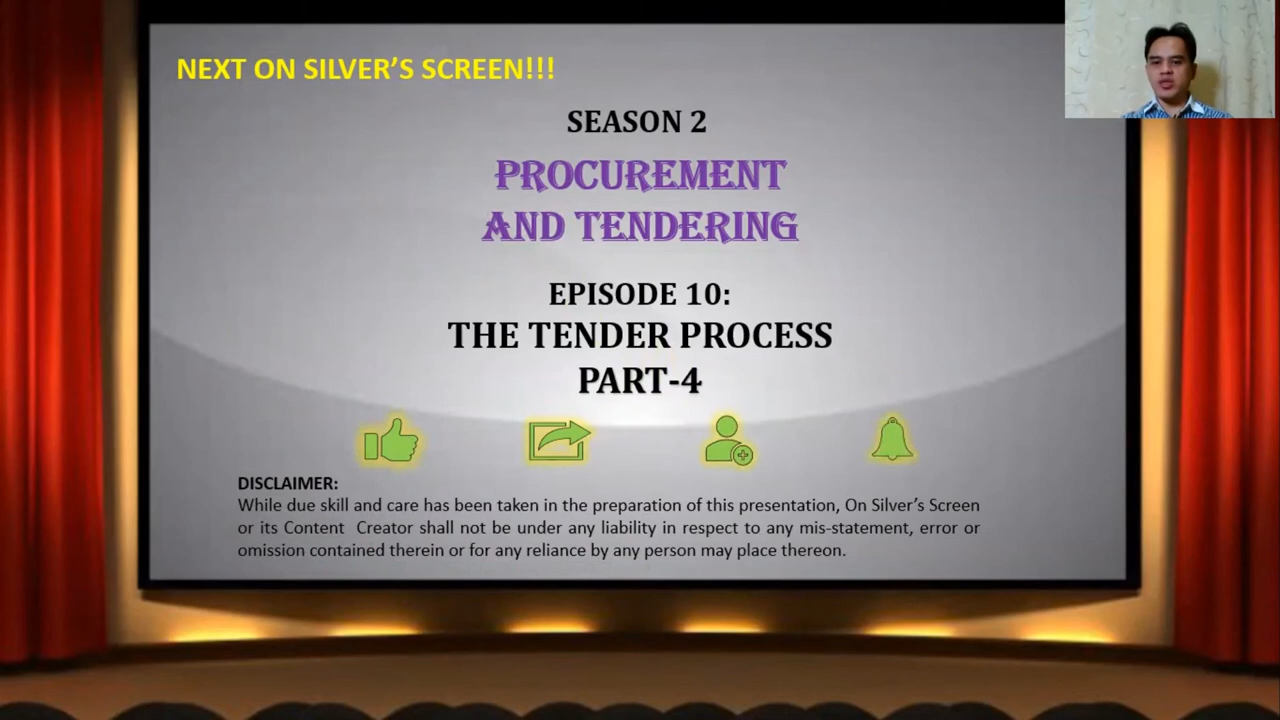 NEXT ON SILVER'S SCREEN!!!
SEASON 2
PROCUREMENT
AND TENDERING
EPISODE 10:
THE TENDER PROCESS
PART-4
DISCLAIMER:
While due skill and care has been taken in the preparation of this presentation, On Silver's Screen
or its Content Creator shall not be under any liability in respect to any mis-statement, error or
omission contained therein or for any reliance by any person may place thereon.